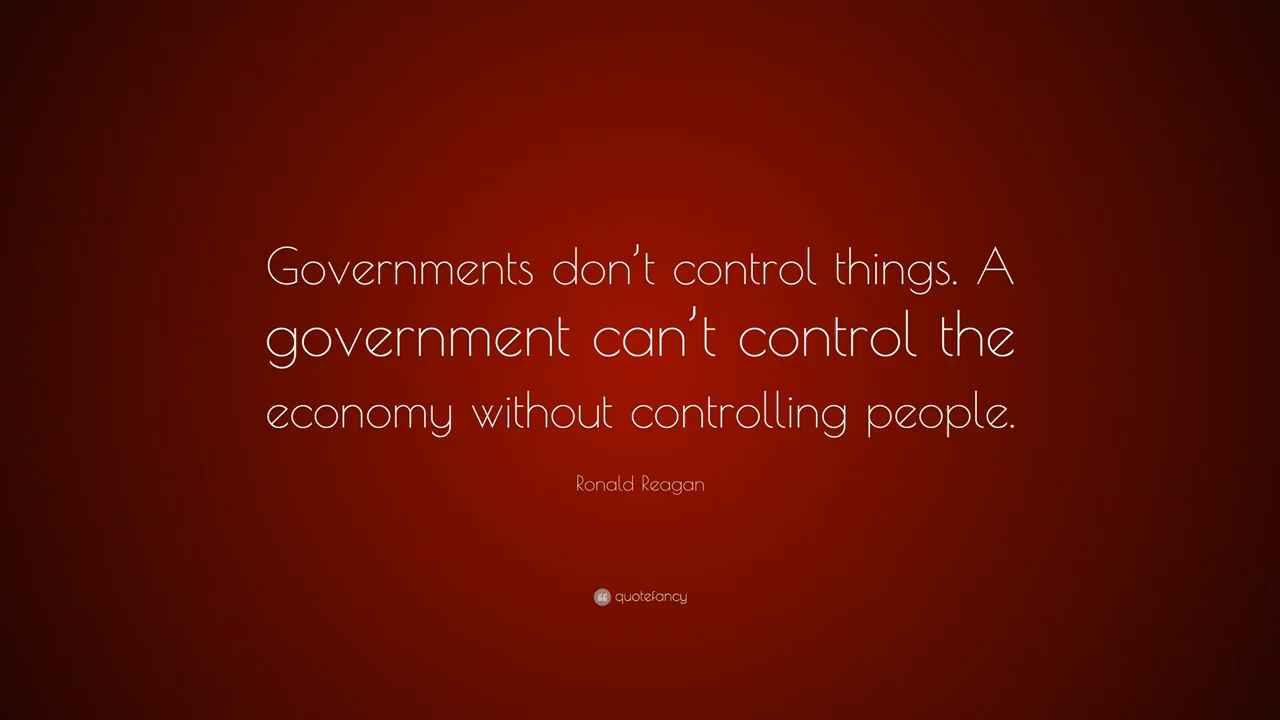 Governments don’t control things. A
government can’t control the
economy without controlling people.
Ronald Reagan
quotefancy